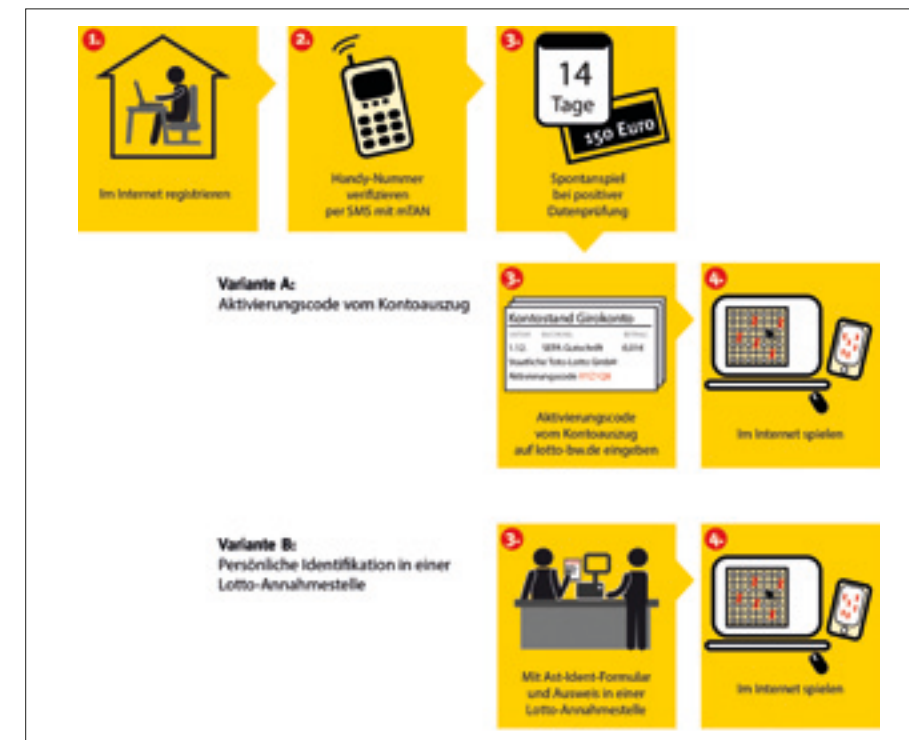 1.
2.
3.
14
Tage
150 Euro
Im Internet registrieren
Handy-Nummer
verifizieren
per SMS mit mTAN
Spontanspiel
bei positiver
Datenprüfung
Variante A:
Aktivierungscode vom Kontoauszug
3.
Kontostand Girokonto
1.12. SEPA Gutschrift
Staatliche Toto-Lotto GmbH
Aktivierungscode
Aktivierungscode
vom Kontoauszug
auf lotto-bw.de eingeben
4.
Im Internet spielen
Variante B:
Persönliche Identifikation in einer
Lotto-Annahmestelle
3.
Mit Ast-Ident-Formular
und Ausweis in einer
Lotto-Annahmestelle
4.
Im Internet spielen